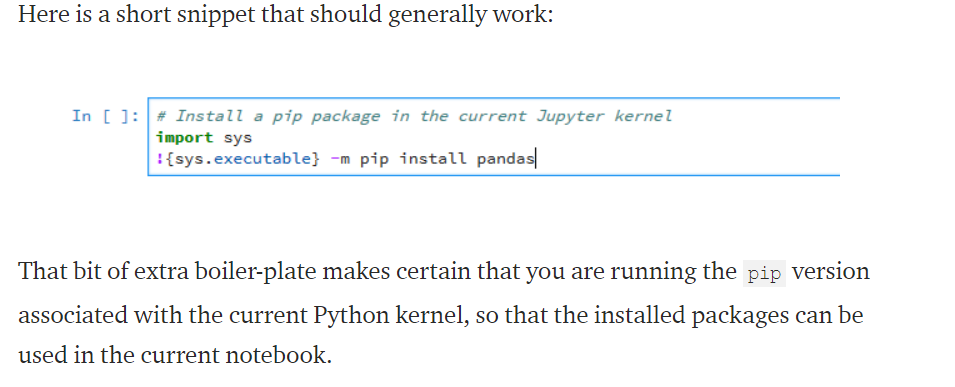 Here is a short snippet that should generally work:
In [ ]: # Install a pip package in the current Jupyter kernel
import sys
!{sys.executable} -m pip install pandas
That bit of extra boiler-plate makes certain that you are running the pip version
associated with the current Python kernel, so that the installed packages can be
used in the current notebook.